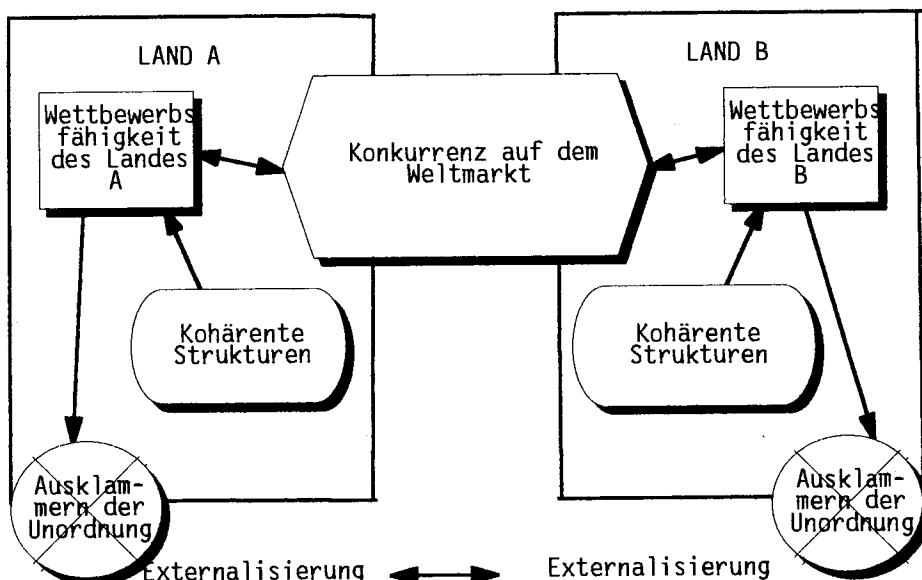 LAND A
Wettbewerbs
fähigkeit
des Landes
A
Konkurrenz auf dem
Weltmarkt
LAND B
Wettbewerbs
fähigkeit
des Landes
B
Kohärente
Strukturen
Kohärente
Strukturen
Ausklam-
mern der
Unordnung
Ausklam-
mern der
Unordnung
Externalisierung
Externalisierung